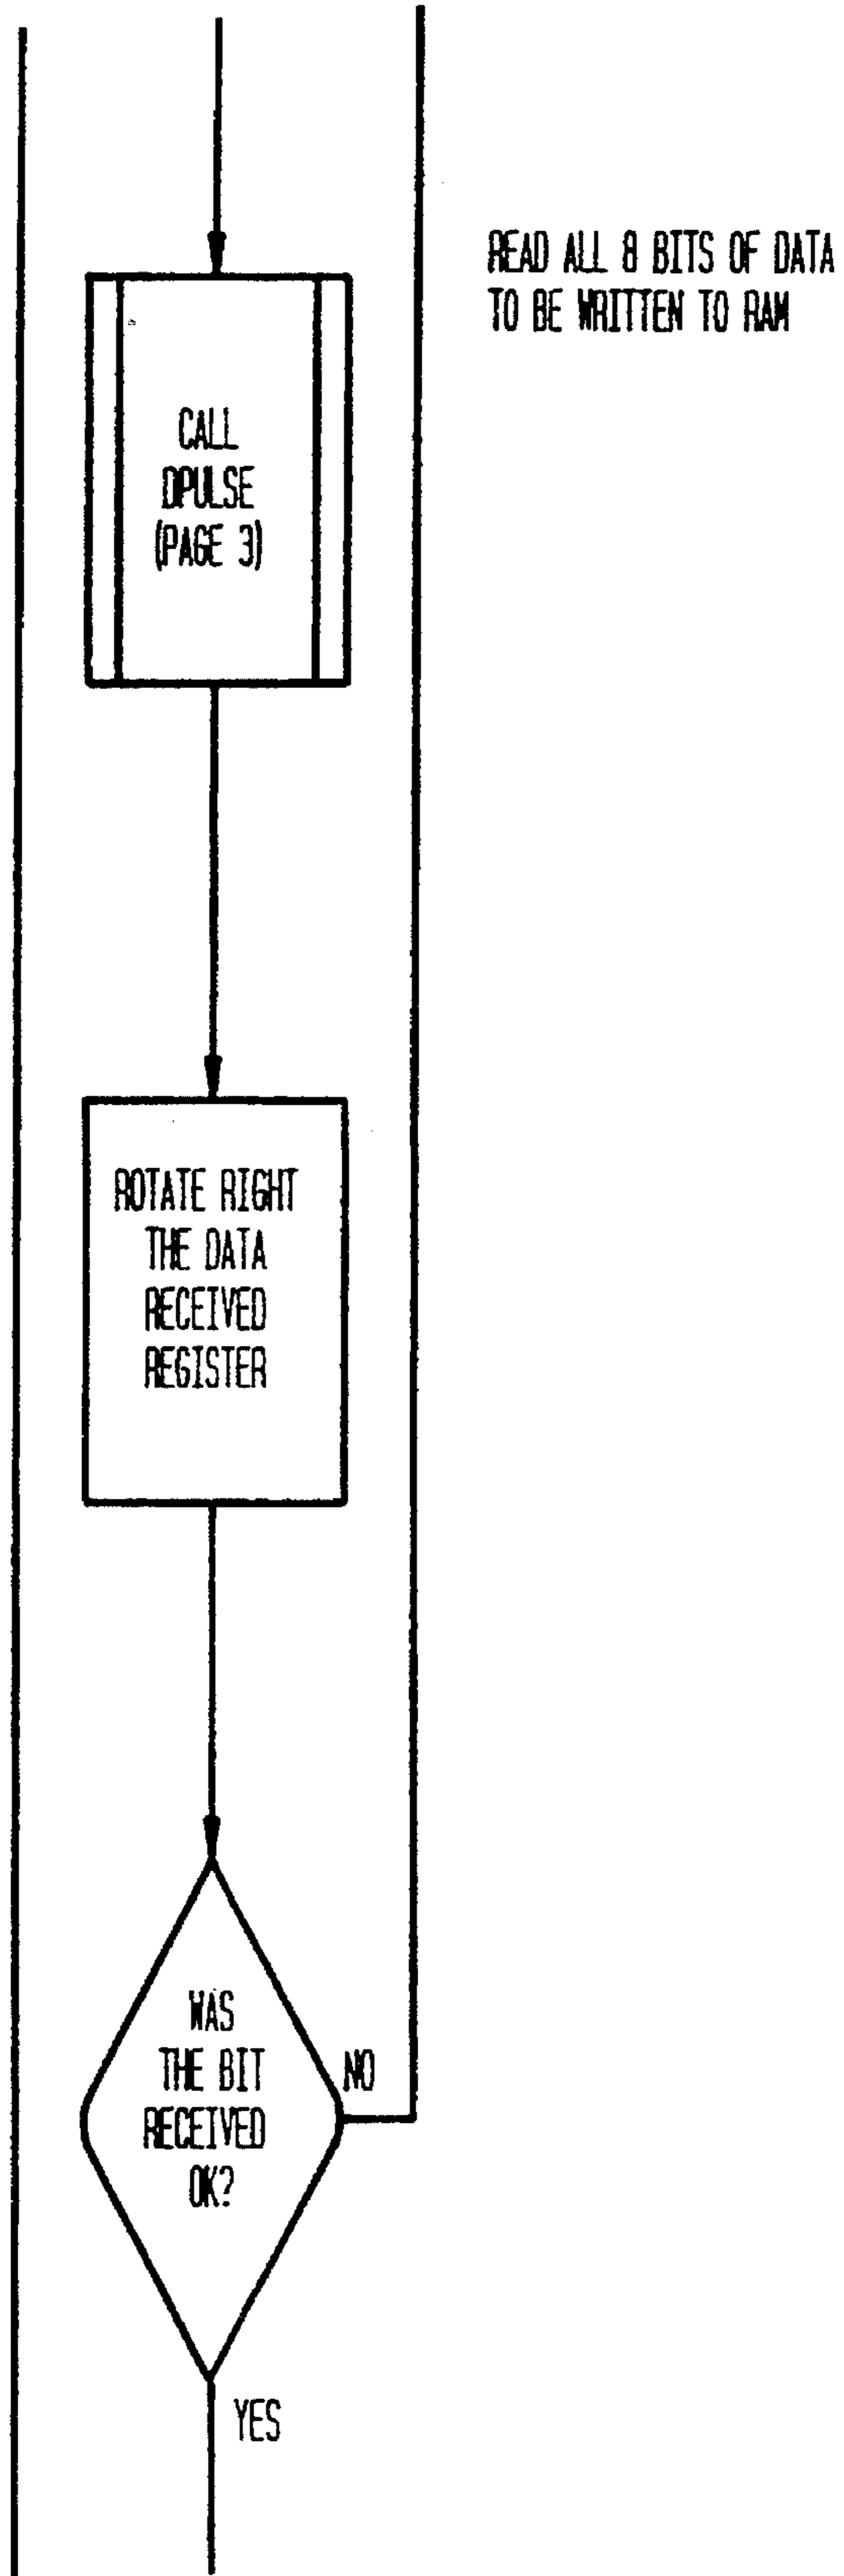 READ ALL 8 BITS OF DATA
TO BE WRITTEN TO RAM
CALL
DPULSE
(PAGE 3)
ROTATE RIGHT
THE DATA
RECEIVED
REGISTER
WAS
THE BIT
RECEIVED
OK?
NO
YES